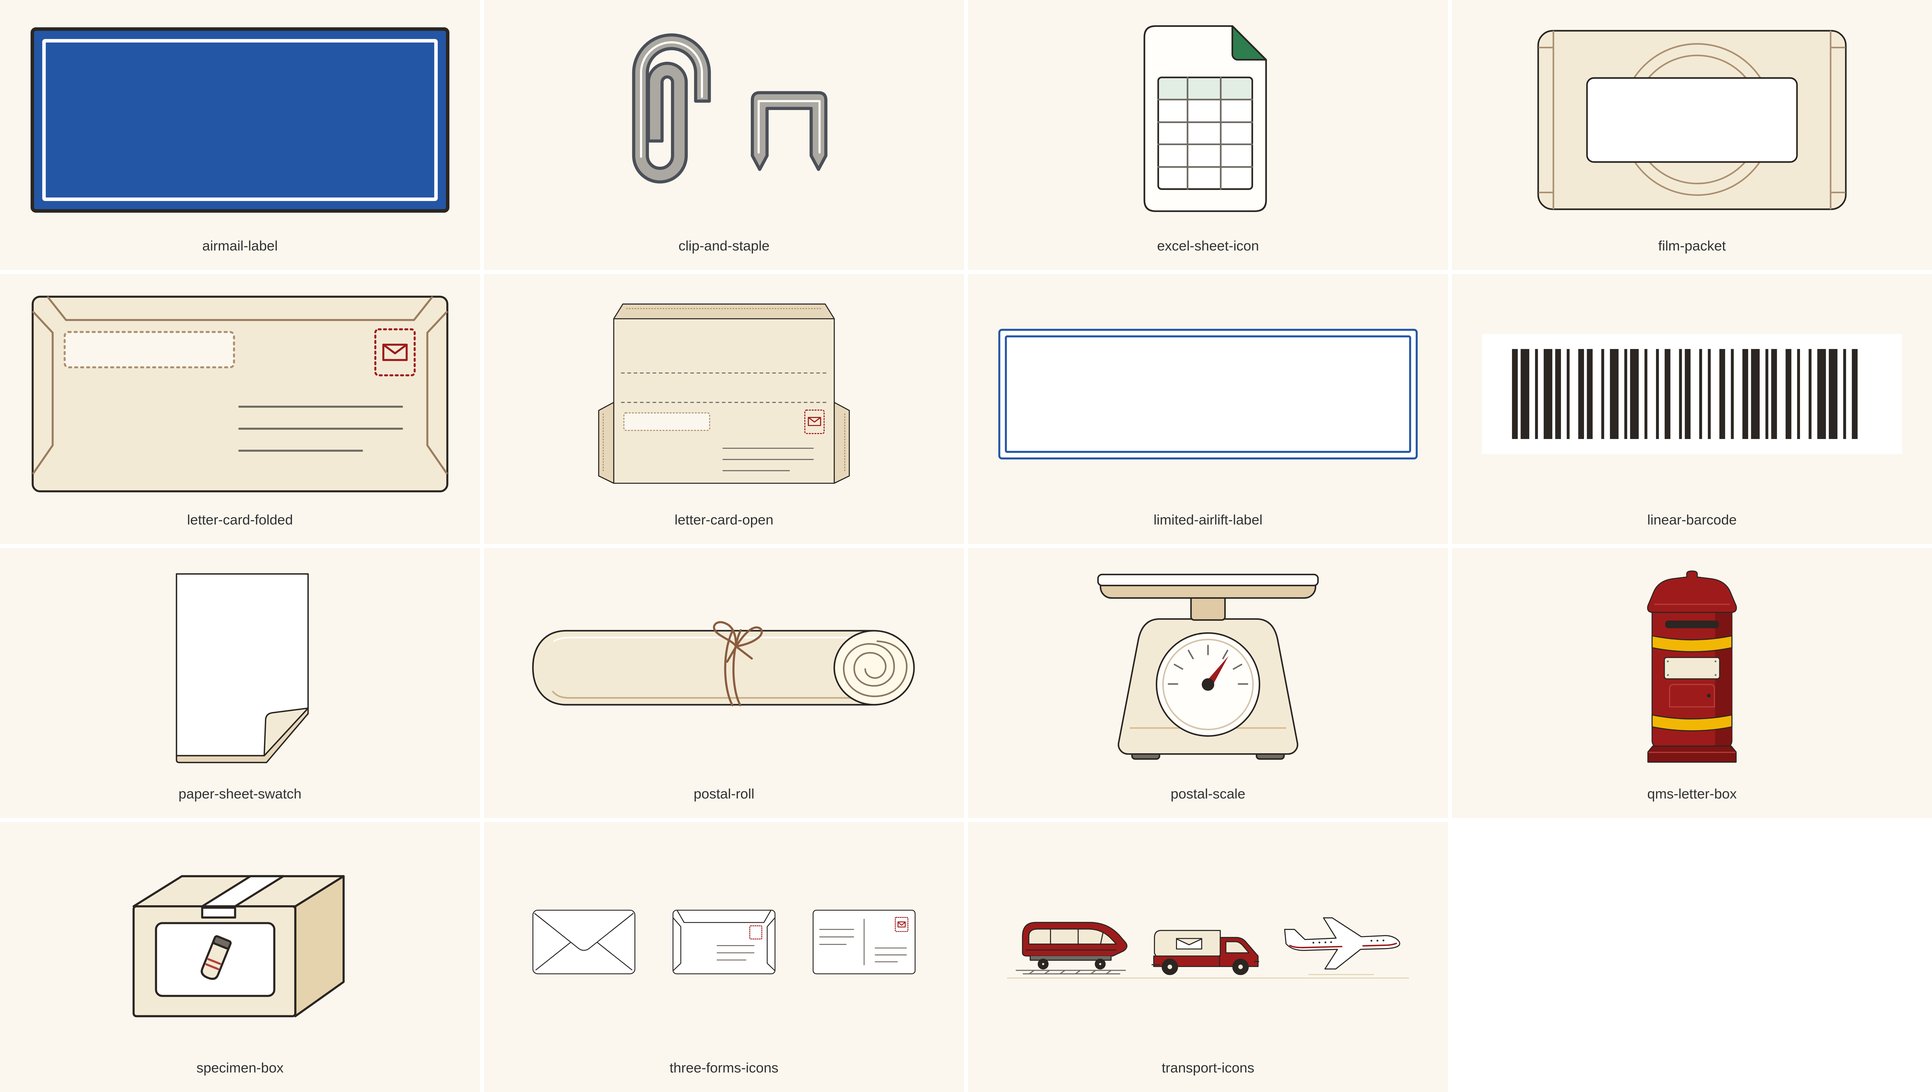 airmail-label
clip-and-staple
excel-sheet-icon
film-packet
letter-card-folded
letter-card-open
limited-airlift-label
linear-barcode
paper-sheet-swatch
postal-roll
postal-scale
qms-letter-box
specimen-box
three-forms-icons
transport-icons